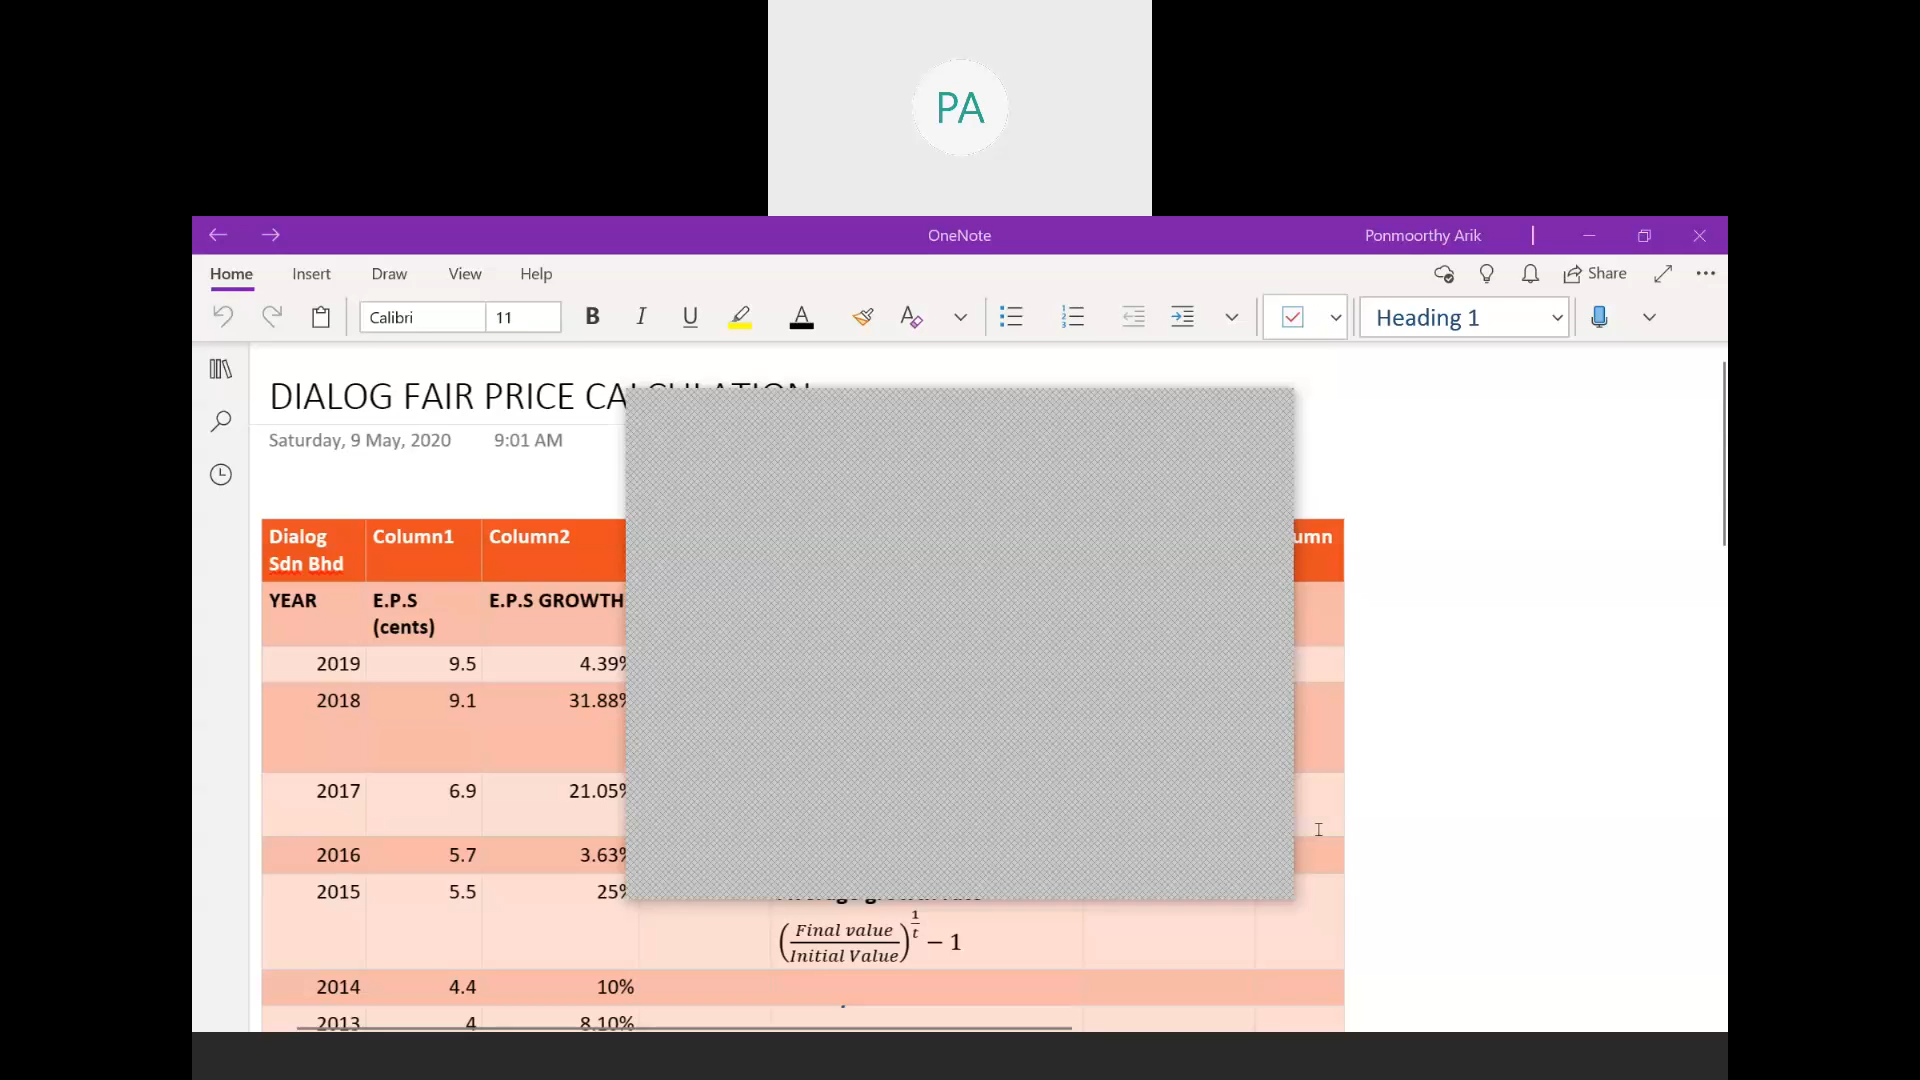 PA
OneNote
Ponmoorthy Arik
Home Insert Draw View Help
Share
Calibri 11 B I U A A Heading 1
DIALOG FAIR PRICE CALCULATION
Saturday, 9 May, 2020 9:01 AM
Dialog Sdn Bhd Column1 Column2 umn
YEAR E.P.S (cents) E.P.S GROWTH
2019 9.5 4.39%
2018 9.1 31.88%
2017 6.9 21.05%
2016 5.7 3.63%
2015 5.5 25%
(Final value/Initial Value)^(1/t) − 1
2014 4.4 10%
2013 4 8.10%